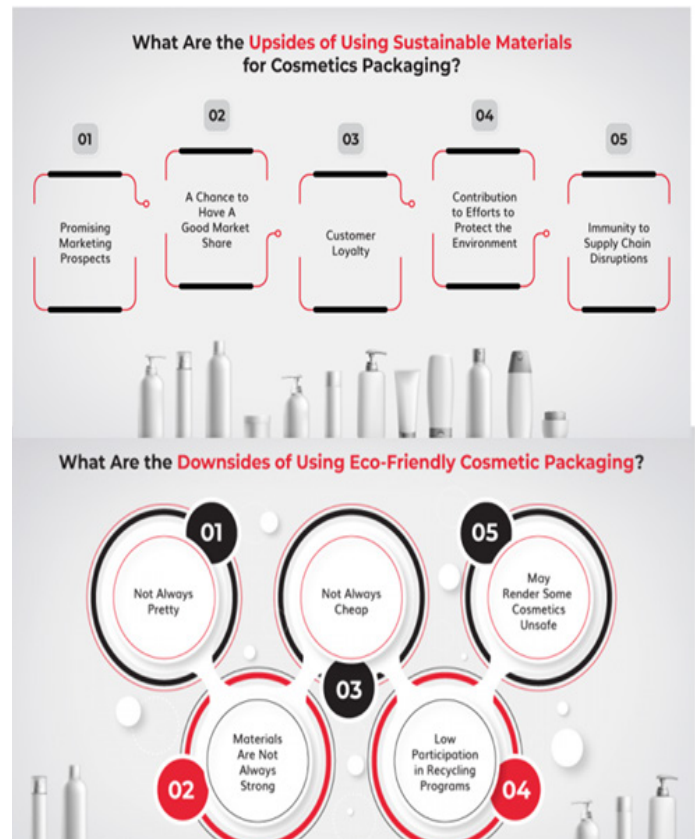 What Are the Upsides of Using Sustainable Materials
for Cosmetics Packaging?
01
Promising
Marketing
Prospects
02
A Chance to
Have A
Good Market
Share
03
Customer
Loyalty
04
Contribution
to Efforts to
Protect the
Environment
05
Immunity to
Supply Chain
Disruptions
What Are the Downsides of Using Eco-Friendly Cosmetic Packaging?
01
Not Always
Pretty
02
Materials
Are Not
Always
Strong
03
Not Always
Cheap
04
Low
Participation
in Recycling
Programs
05
May
Render Some
Cosmetics
Unsafe